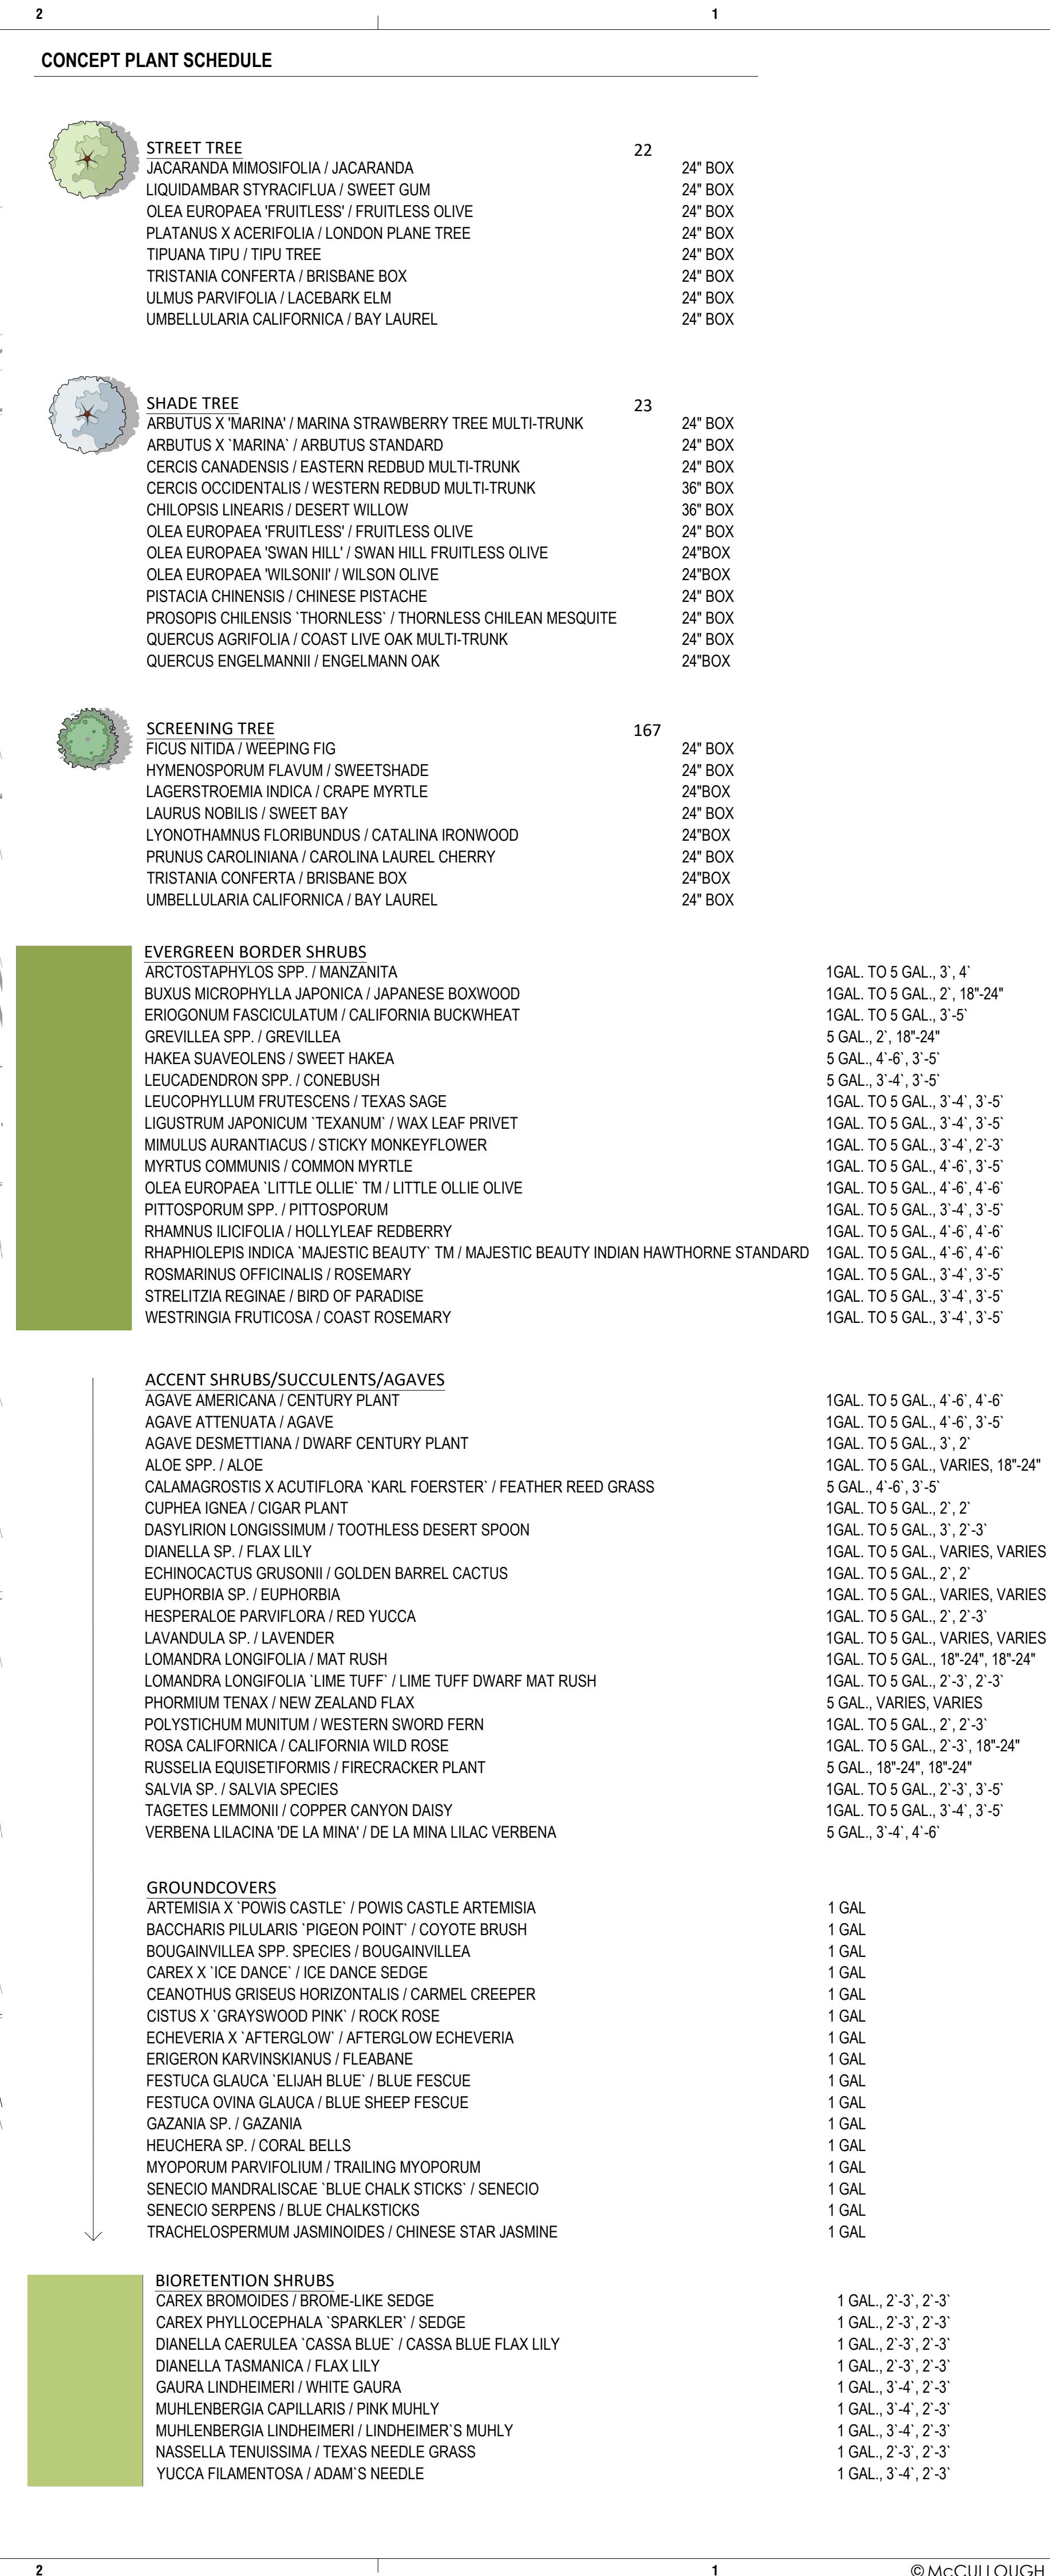 2 1
CONCEPT PLANT SCHEDULE
STREET TREE 22
JACARANDA MIMOSIFOLIA / JACARANDA 24" BOX
LIQUIDAMBAR STYRACIFLUA / SWEET GUM 24" BOX
OLEA EUROPAEA 'FRUITLESS' / FRUITLESS OLIVE 24" BOX
PLATANUS X ACERIFOLIA / LONDON PLANE TREE 24" BOX
TIPUANA TIPU / TIPU TREE 24" BOX
TRISTANIA CONFERTA / BRISBANE BOX 24" BOX
ULMUS PARVIFOLIA / LACEBARK ELM 24" BOX
UMBELLULARIA CALIFORNICA / BAY LAUREL 24" BOX
SHADE TREE 23
ARBUTUS X 'MARINA' / MARINA STRAWBERRY TREE MULTI-TRUNK 24" BOX
ARBUTUS X `MARINA` / ARBUTUS STANDARD 24" BOX
CERCIS CANADENSIS / EASTERN REDBUD MULTI-TRUNK 24" BOX
CERCIS OCCIDENTALIS / WESTERN REDBUD MULTI-TRUNK 36" BOX
CHILOPSIS LINEARIS / DESERT WILLOW 36" BOX
OLEA EUROPAEA 'FRUITLESS' / FRUITLESS OLIVE 24" BOX
OLEA EUROPAEA 'SWAN HILL' / SWAN HILL FRUITLESS OLIVE 24"BOX
OLEA EUROPAEA 'WILSONII' / WILSON OLIVE 24"BOX
PISTACIA CHINENSIS / CHINESE PISTACHE 24" BOX
PROSOPIS CHILENSIS `THORNLESS` / THORNLESS CHILEAN MESQUITE 24" BOX
QUERCUS AGRIFOLIA / COAST LIVE OAK MULTI-TRUNK 24" BOX
QUERCUS ENGELMANNII / ENGELMANN OAK 24"BOX
SCREENING TREE 167
FICUS NITIDA / WEEPING FIG 24" BOX
HYMENOSPORUM FLAVUM / SWEETSHADE 24" BOX
LAGERSTROEMIA INDICA / CRAPE MYRTLE 24"BOX
LAURUS NOBILIS / SWEET BAY 24" BOX
LYONOTHAMNUS FLORIBUNDUS / CATALINA IRONWOOD 24"BOX
PRUNUS CAROLINIANA / CAROLINA LAUREL CHERRY 24" BOX
TRISTANIA CONFERTA / BRISBANE BOX 24"BOX
UMBELLULARIA CALIFORNICA / BAY LAUREL 24" BOX
EVERGREEN BORDER SHRUBS
ARCTOSTAPHYLOS SPP. / MANZANITA 1GAL. TO 5 GAL., 3`, 4`
BUXUS MICROPHYLLA JAPONICA / JAPANESE BOXWOOD 1GAL. TO 5 GAL., 2`, 18"-24"
ERIOGONUM FASCICULATUM / CALIFORNIA BUCKWHEAT 1GAL. TO 5 GAL., 3`-5`
GREVILLEA SPP. / GREVILLEA 5 GAL., 2`, 18"-24"
HAKEA SUAVEOLENS / SWEET HAKEA 5 GAL., 4`-6`, 3`-5`
LEUCADENDRON SPP. / CONEBUSH 5 GAL., 3`-4`, 3`-5`
LEUCOPHYLLUM FRUTESCENS / TEXAS SAGE 1GAL. TO 5 GAL., 3`-4`, 3`-5`
LIGUSTRUM JAPONICUM `TEXANUM` / WAX LEAF PRIVET 1GAL. TO 5 GAL., 3`-4`, 3`-5`
MIMULUS AURANTIACUS / STICKY MONKEYFLOWER 1GAL. TO 5 GAL., 3`-4`, 2`-3`
MYRTUS COMMUNIS / COMMON MYRTLE 1GAL. TO 5 GAL., 4`-6`, 3`-5`
OLEA EUROPAEA `LITTLE OLLIE` TM / LITTLE OLLIE OLIVE 1GAL. TO 5 GAL., 4`-6`, 4`-6`
PITTOSPORUM SPP. / PITTOSPORUM 1GAL. TO 5 GAL., 3`-4`, 3`-5`
RHAMNUS ILICIFOLIA / HOLLYLEAF REDBERRY 1GAL. TO 5 GAL., 4`-6`, 4`-6`
RHAPHIOLEPIS INDICA `MAJESTIC BEAUTY` TM / MAJESTIC BEAUTY INDIAN HAWTHORNE STANDARD 1GAL. TO 5 GAL., 4`-6`, 4`-6`
ROSMARINUS OFFICINALIS / ROSEMARY 1GAL. TO 5 GAL., 3`-4`, 3`-5`
STRELITZIA REGINAE / BIRD OF PARADISE 1GAL. TO 5 GAL., 3`-4`, 3`-5`
WESTRINGIA FRUTICOSA / COAST ROSEMARY 1GAL. TO 5 GAL., 3`-4`, 3`-5`
ACCENT SHRUBS/SUCCULENTS/AGAVES
AGAVE AMERICANA / CENTURY PLANT 1GAL. TO 5 GAL., 4`-6`, 4`-6`
AGAVE ATTENUATA / AGAVE 1GAL. TO 5 GAL., 4`-6`, 3`-5`
AGAVE DESMETTIANA / DWARF CENTURY PLANT 1GAL. TO 5 GAL., 3`, 2`
ALOE SPP. / ALOE 1GAL. TO 5 GAL., VARIES, 18"-24"
CALAMAGROSTIS X ACUTIFLORA `KARL FOERSTER` / FEATHER REED GRASS 5 GAL., 4`-6`, 3`-5`
CUPHEA IGNEA / CIGAR PLANT 1GAL. TO 5 GAL., 2`, 2`
DASYLIRION LONGISSIMUM / TOOTHLESS DESERT SPOON 1GAL. TO 5 GAL., 3`, 2`-3`
DIANELLA SP. / FLAX LILY 1GAL. TO 5 GAL., VARIES, VARIES
ECHINOCACTUS GRUSONII / GOLDEN BARREL CACTUS 1GAL. TO 5 GAL., 2`, 2`
EUPHORBIA SP. / EUPHORBIA 1GAL. TO 5 GAL., VARIES, VARIES
HESPERALOE PARVIFLORA / RED YUCCA 1GAL. TO 5 GAL., 2`, 2`-3`
LAVANDULA SP. / LAVENDER 1GAL. TO 5 GAL., VARIES, VARIES
LOMANDRA LONGIFOLIA / MAT RUSH 1GAL. TO 5 GAL., 18"-24", 18"-24"
LOMANDRA LONGIFOLIA `LIME TUFF` / LIME TUFF DWARF MAT RUSH 1GAL. TO 5 GAL., 2`-3`, 2`-3`
PHORMIUM TENAX / NEW ZEALAND FLAX 5 GAL., VARIES, VARIES
POLYSTICHUM MUNITUM / WESTERN SWORD FERN 1GAL. TO 5 GAL., 2`, 2`-3`
ROSA CALIFORNICA / CALIFORNIA WILD ROSE 1GAL. TO 5 GAL., 2`-3`, 18"-24"
RUSSELIA EQUISETIFORMIS / FIRECRACKER PLANT 5 GAL., 18"-24", 18"-24"
SALVIA SP. / SALVIA SPECIES 1GAL. TO 5 GAL., 2`-3`, 3`-5`
TAGETES LEMMONII / COPPER CANYON DAISY 1GAL. TO 5 GAL., 3`-4`, 3`-5`
VERBENA LILACINA 'DE LA MINA' / DE LA MINA LILAC VERBENA 5 GAL., 3`-4`, 4`-6`
GROUNDCOVERS
ARTEMISIA X `POWIS CASTLE` / POWIS CASTLE ARTEMISIA 1 GAL
BACCHARIS PILULARIS `PIGEON POINT` / COYOTE BRUSH 1 GAL
BOUGAINVILLEA SPP. SPECIES / BOUGAINVILLEA 1 GAL
CAREX X `ICE DANCE` / ICE DANCE SEDGE 1 GAL
CEANOTHUS GRISEUS HORIZONTALIS / CARMEL CREEPER 1 GAL
CISTUS X `GRAYSWOOD PINK` / ROCK ROSE 1 GAL
ECHEVERIA X `AFTERGLOW` / AFTERGLOW ECHEVERIA 1 GAL
ERIGERON KARVINSKIANUS / FLEABANE 1 GAL
FESTUCA GLAUCA `ELIJAH BLUE` / BLUE FESCUE 1 GAL
FESTUCA OVINA GLAUCA / BLUE SHEEP FESCUE 1 GAL
GAZANIA SP. / GAZANIA 1 GAL
HEUCHERA SP. / CORAL BELLS 1 GAL
MYOPORUM PARVIFOLIUM / TRAILING MYOPORUM 1 GAL
SENECIO MANDRALISCAE `BLUE CHALK STICKS` / SENECIO 1 GAL
SENECIO SERPENS / BLUE CHALKSTICKS 1 GAL
TRACHELOSPERMUM JASMINOIDES / CHINESE STAR JASMINE 1 GAL
BIORETENTION SHRUBS
CAREX BROMOIDES / BROME-LIKE SEDGE 1 GAL., 2`-3`, 2`-3`
CAREX PHYLLOCEPHALA `SPARKLER` / SEDGE 1 GAL., 2`-3`, 2`-3`
DIANELLA CAERULEA `CASSA BLUE` / CASSA BLUE FLAX LILY 1 GAL., 2`-3`, 2`-3`
DIANELLA TASMANICA / FLAX LILY 1 GAL., 2`-3`, 2`-3`
GAURA LINDHEIMERI / WHITE GAURA 1 GAL., 3`-4`, 2`-3`
MUHLENBERGIA CAPILLARIS / PINK MUHLY 1 GAL., 3`-4`, 2`-3`
MUHLENBERGIA LINDHEIMERI / LINDHEIMER`S MUHLY 1 GAL., 3`-4`, 2`-3`
NASSELLA TENUISSIMA / TEXAS NEEDLE GRASS 1 GAL., 2`-3`, 2`-3`
YUCCA FILAMENTOSA / ADAM`S NEEDLE 1 GAL., 3`-4`, 2`-3`
2 1 © McCULLOUGH